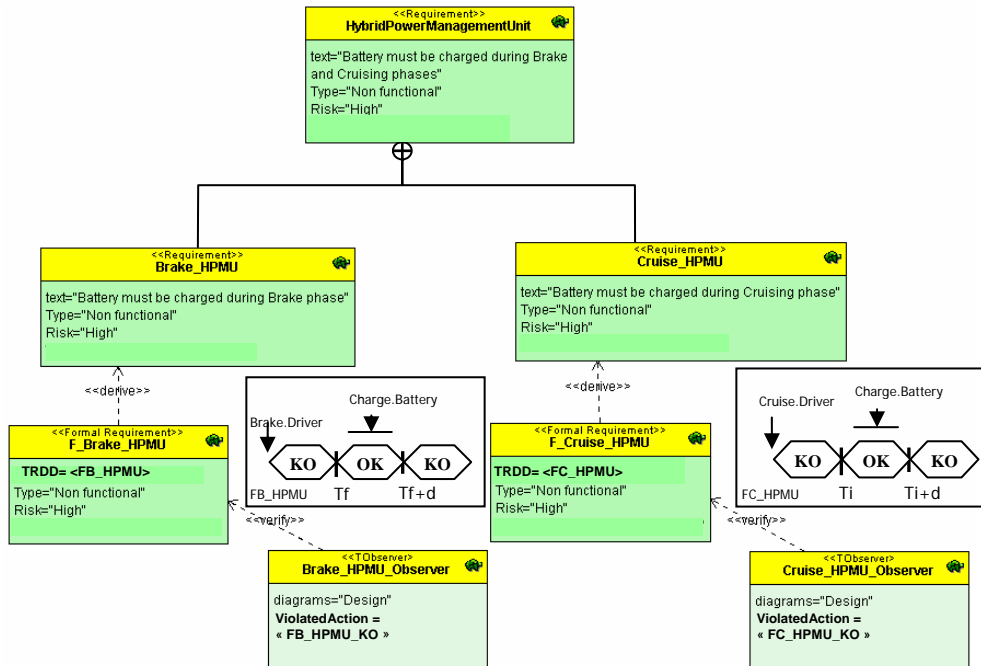 <<Requirement>>
HybridPowerManagementUnit
text="Battery must be charged during Brake
and Cruising phases"
Type="Non functional"
Risk="High"
<<Requirement>>
Brake_HPMU
text="Battery must be charged during Brake phase"
Type="Non functional"
Risk="High"
<<Requirement>>
Cruise_HPMU
text="Battery must be charged during Cruising phase"
Type="Non functional"
Risk="High"
<<derive>>
<<derive>>
<<Formal Requirement>>
F_Brake_HPMU
TRDD= <FB_HPMU>
Type="Non functional"
Risk="High"
Charge.Battery
Brake.Driver
KO
OK
KO
FB_HPMU
Tf
Tf+d
<<Formal Requirement>>
F_Cruise_HPMU
TRDD= <FC_HPMU>
Type="Non functional"
Risk="High"
Charge.Battery
Cruise.Driver
KO
OK
KO
FC_HPMU
Ti
Ti+d
<<verify>>
<<verify>>
<<TObserver>
Brake_HPMU_Observer
diagrams="Design"
ViolatedAction =
« FB_HPMU_KO »
<<TObserver>
Cruise_HPMU_Observer
diagrams="Design"
ViolatedAction =
« FC_HPMU_KO »